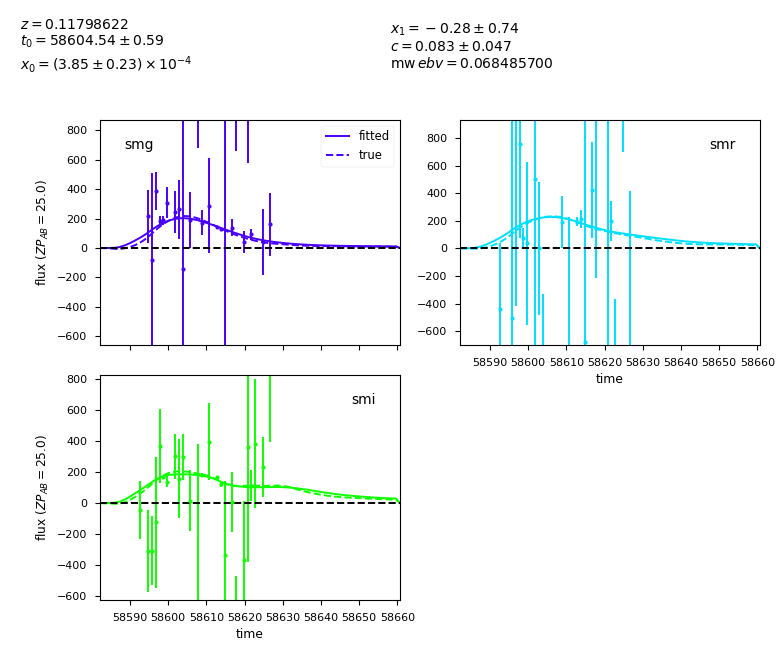 z = 0.11798622
t₀ = 58604.54 ± 0.59
x₀ = (3.85 ± 0.23) × 10⁻⁴
x₁ = −0.28 ± 0.74
c = 0.083 ± 0.047
mw ebv = 0.068485700
smg
fitted
true
800
600
400
200
0
−200
−400
−600
flux (ZP_AB = 25.0)
smr
800
600
400
200
0
−200
−400
−600
58590 58600 58610 58620 58630 58640 58650 58660
time
smi
800
600
400
200
0
−200
−400
−600
flux (ZP_AB = 25.0)
58590 58600 58610 58620 58630 58640 58650 58660
time